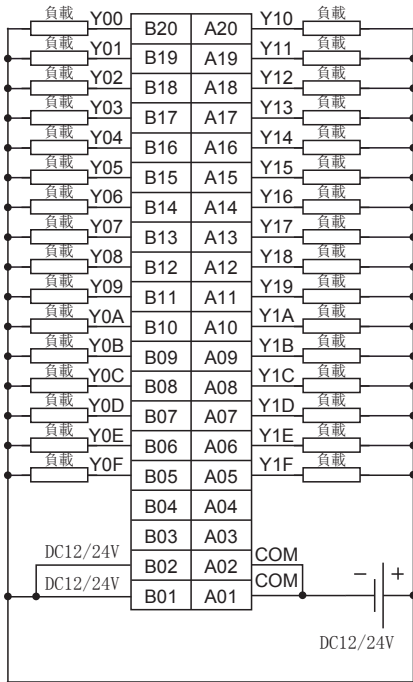 負載 Y00 B20 A20 Y10 負載
負載 Y01 B19 A19 Y11 負載
負載 Y02 B18 A18 Y12 負載
負載 Y03 B17 A17 Y13 負載
負載 Y04 B16 A16 Y14 負載
負載 Y05 B15 A15 Y15 負載
負載 Y06 B14 A14 Y16 負載
負載 Y07 B13 A13 Y17 負載
負載 Y08 B12 A12 Y18 負載
負載 Y09 B11 A11 Y19 負載
負載 Y0A B10 A10 Y1A 負載
負載 Y0B B09 A09 Y1B 負載
負載 Y0C B08 A08 Y1C 負載
負載 Y0D B07 A07 Y1D 負載
負載 Y0E B06 A06 Y1E 負載
負載 Y0F B05 A05 Y1F 負載
B04 A04
B03 A03
DC12/24V B02 A02 COM
DC12/24V B01 A01 COM − +
DC12/24V